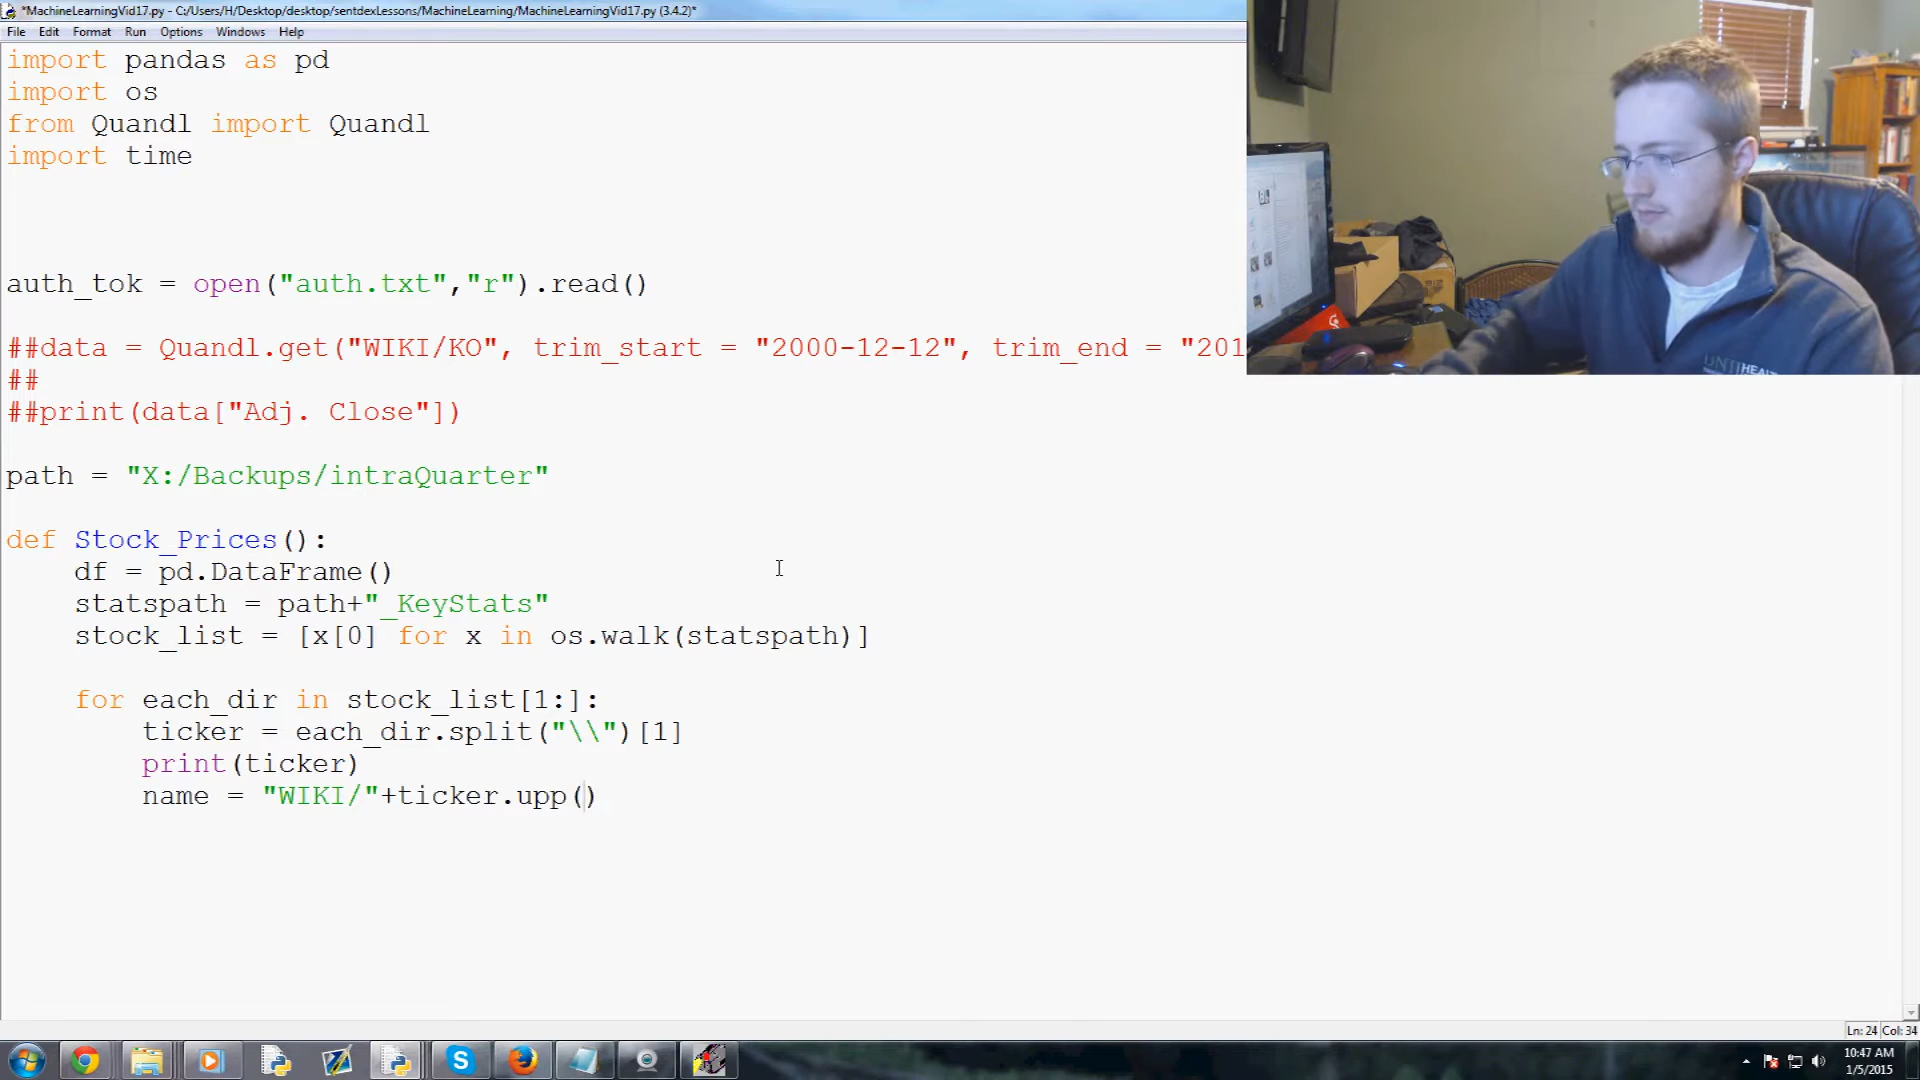 *MachineLearningVid17.py - C:/Users/H/Desktop/desktop/sentdexLessons/MachineLearning/MachineLearningVid17.py (3.4.2)*
File Edit Format Run Options Windows Help
import pandas as pd
import os
from Quandl import Quandl
import time
auth_tok = open("auth.txt","r").read()
##data = Quandl.get("WIKI/KO", trim_start = "2000-12-12", trim_end = "201
##
##print(data["Adj. Close"])
path = "X:/Backups/intraQuarter"
def Stock_Prices():
    df = pd.DataFrame()
    statspath = path+"_KeyStats"
    stock_list = [x[0] for x in os.walk(statspath)]
    for each_dir in stock_list[1:]:
        ticker = each_dir.split("\\")[1]
        print(ticker)
        name = "WIKI/"+ticker.upp()
Ln: 24 Col: 34
10:47 AM
1/5/2015